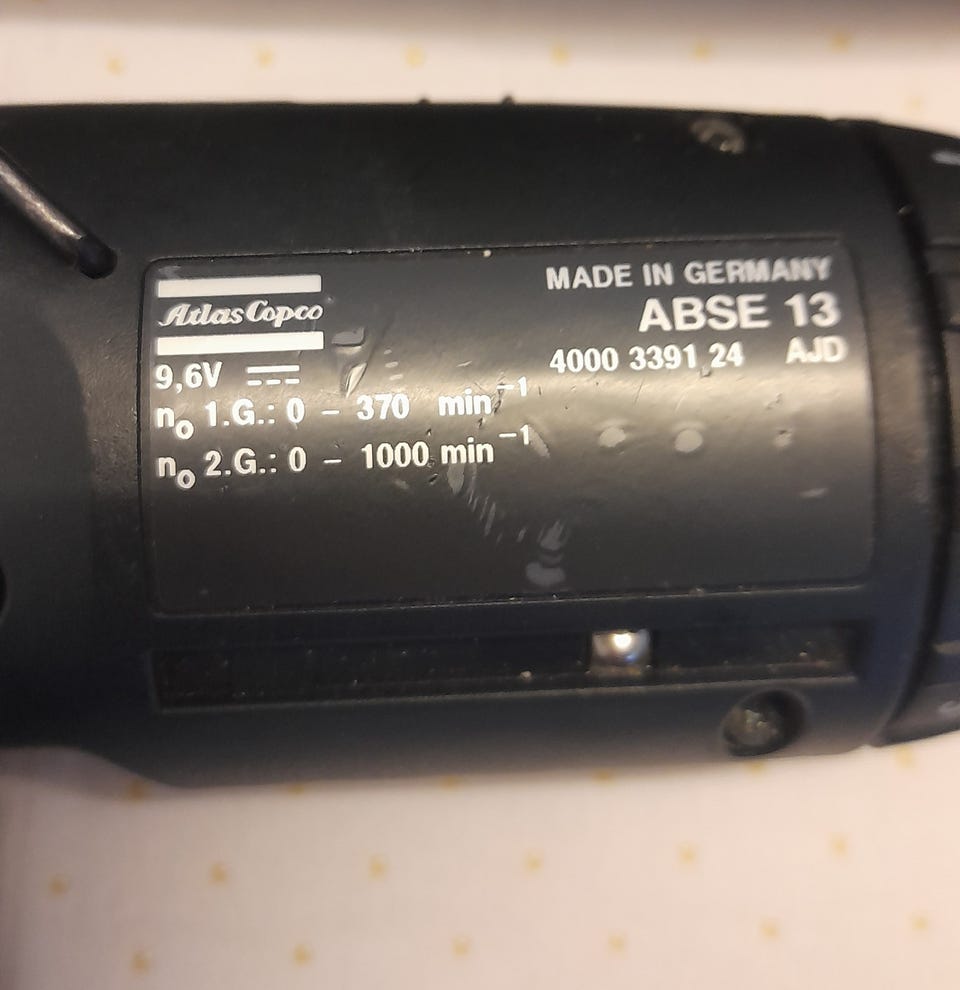 Atlas Copco
MADE IN GERMANY
ABSE 13
4000 3391 24 AJD
9,6V
n₀ 1.G.: 0 – 370 min⁻¹
n₀ 2.G.: 0 – 1000 min⁻¹